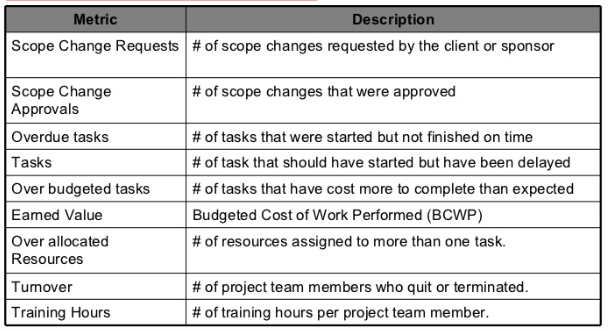 Metric Description
Scope Change Requests # of scope changes requested by the client or sponsor
Scope Change # of scope changes that were approved
Approvals
Overdue tasks # of tasks that were started but not finished on time
Tasks # of task that should have started but have been delayed
Over budgeted tasks # of tasks that have cost more to complete than expected
Earned Value Budgeted Cost of Work Performed (BCWP)
Over allocated # of resources assigned to more than one task.
Resources
Turnover # of project team members who quit or terminated.
Training Hours # of training hours per project team member.